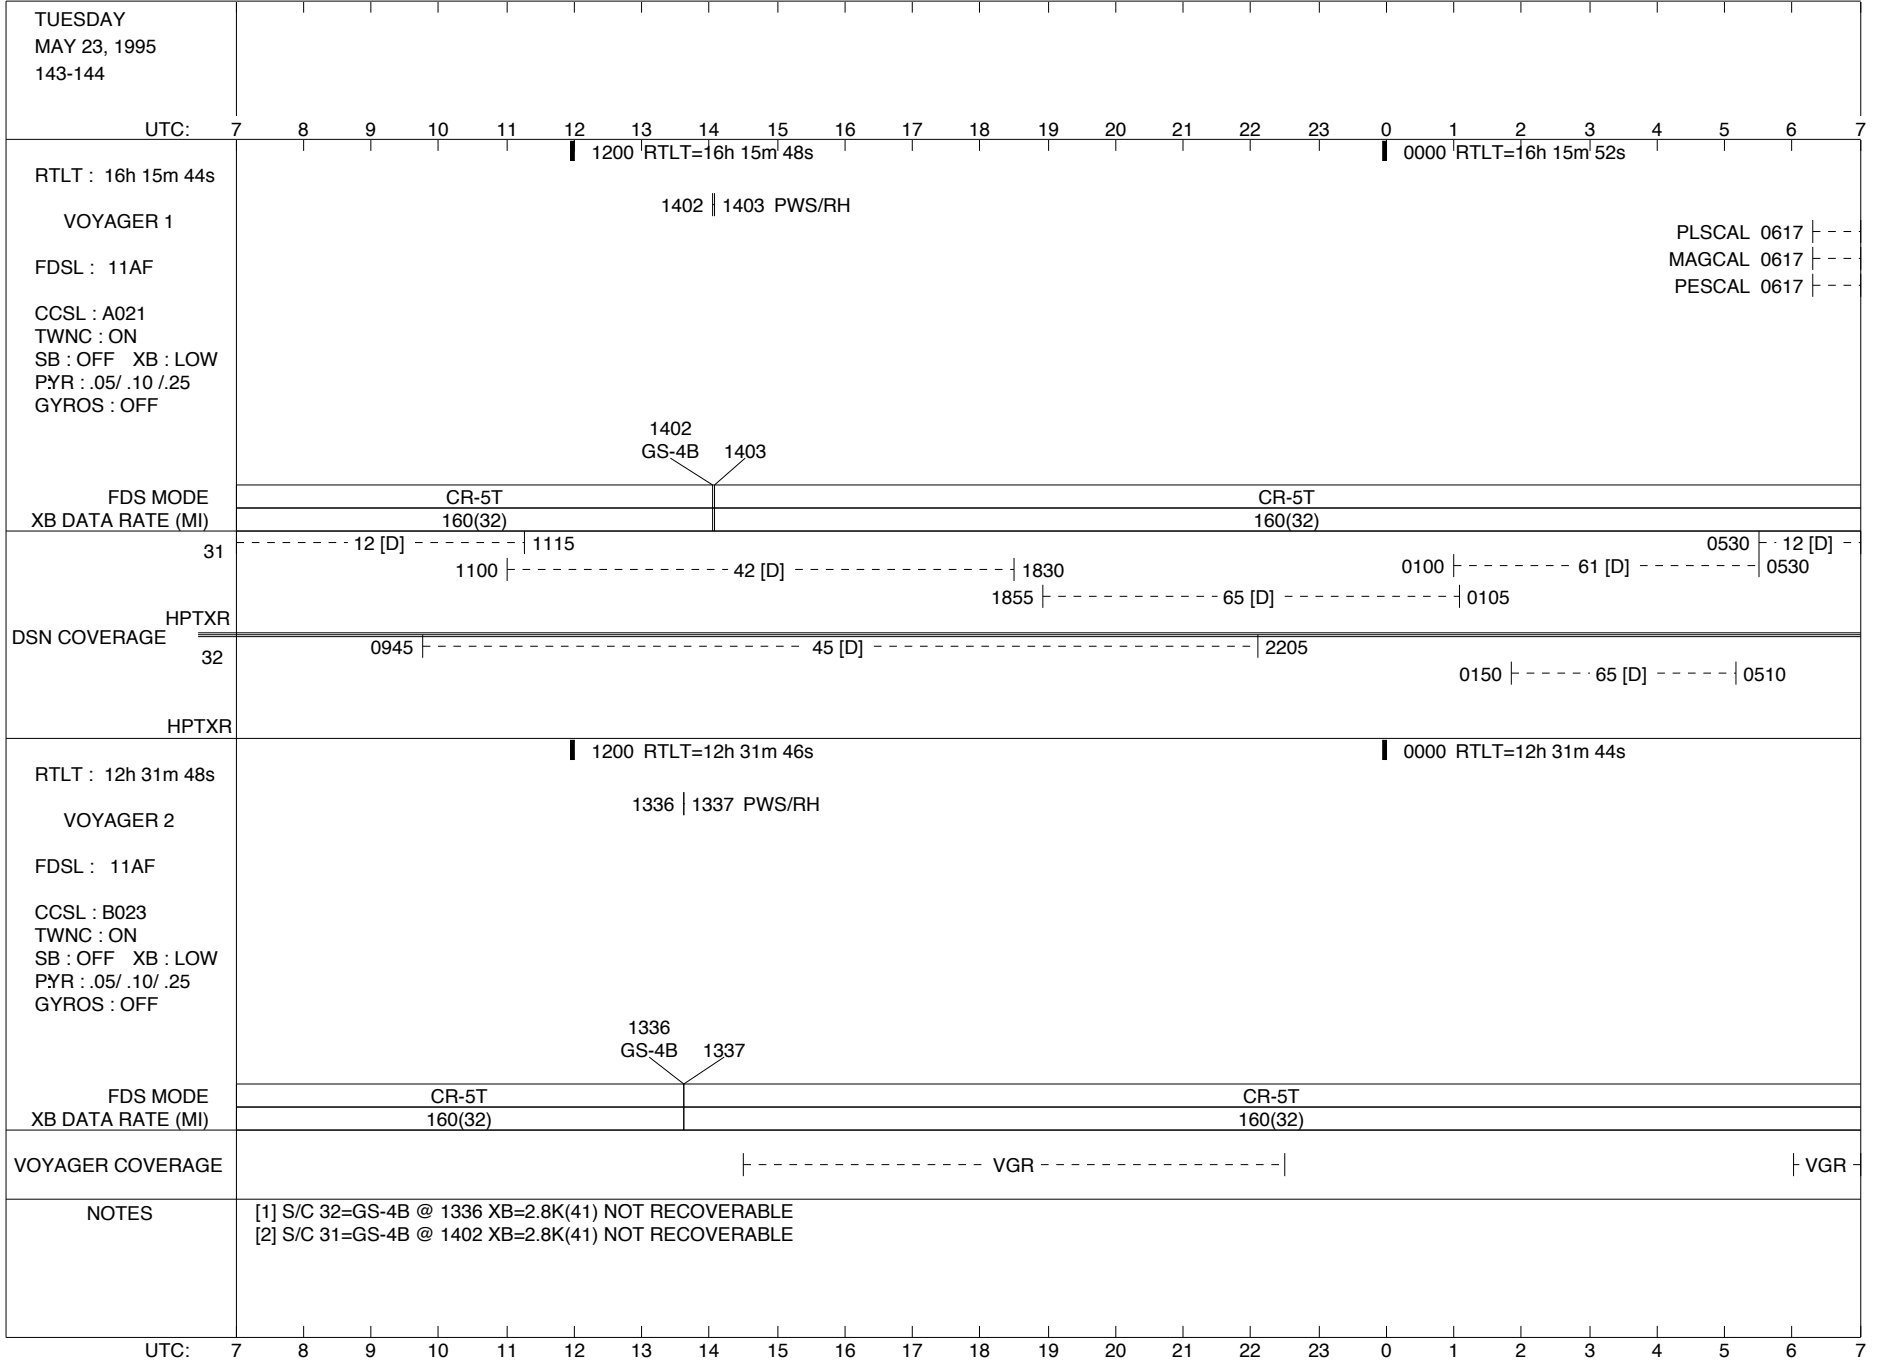 TUESDAY
MAY 23, 1995
143-144
UTC: 7 8 9 10 11 12 13 14 15 16 17 18 19 20 21 22 23 0 1 2 3 4 5 6 7
1200 RTLT=16h 15m 48s 0000 RTLT=16h 15m 52s
RTLT : 16h 15m 44s
1402 1403 PWS/RH
VOYAGER 1
PLSCAL 0617
MAGCAL 0617
PESCAL 0617
FDSL : 11AF
CCSL : A021
TWNC : ON
SB : OFF XB : LOW
P:YR : .05/ .10 /.25
GYROS : OFF
1402
GS-4B 1403
FDS MODE CR-5T CR-5T
XB DATA RATE (MI) 160(32) 160(32)
31 12 [D] 1115 0530 12 [D]
1100 42 [D] 1830 0100 61 [D] 0530
1855 65 [D] 0105
HPTXR
DSN COVERAGE
32 0945 45 [D] 2205
0150 65 [D] 0510
HPTXR
1200 RTLT=12h 31m 46s 0000 RTLT=12h 31m 44s
RTLT : 12h 31m 48s
1336 1337 PWS/RH
VOYAGER 2
FDSL : 11AF
CCSL : B023
TWNC : ON
SB : OFF XB : LOW
P:YR : .05/ .10/ .25
GYROS : OFF
1336
GS-4B 1337
FDS MODE CR-5T CR-5T
XB DATA RATE (MI) 160(32) 160(32)
VOYAGER COVERAGE VGR VGR
NOTES [1] S/C 32=GS-4B @ 1336 XB=2.8K(41) NOT RECOVERABLE
[2] S/C 31=GS-4B @ 1402 XB=2.8K(41) NOT RECOVERABLE
UTC: 7 8 9 10 11 12 13 14 15 16 17 18 19 20 21 22 23 0 1 2 3 4 5 6 7